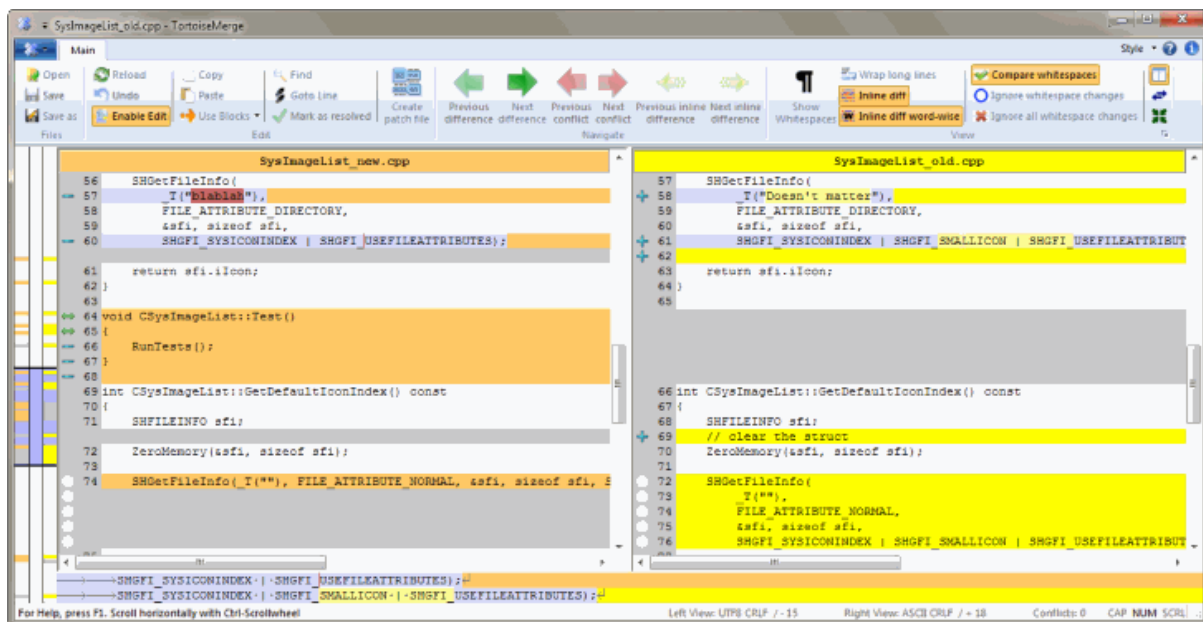 SysImageList_old.cpp - TortoiseMerge
Main
Style
Open
Reload
Copy
Find
Wrap long lines
Compare whitespaces
Save
Undo
Paste
Goto Line
Inline diff
Ignore whitespace changes
Save as
Enable Edit
Use Blocks
Mark as resolved
Create patch file
Previous difference
Next difference
Previous conflict
Next conflict
Previous inline difference
Next inline difference
Show Whitespaces
Inline diff word-wise
Ignore all whitespace changes
Files
Edit
Navigate
View
SysImageList_new.cpp
56 SHGetFileInfo(
57 _T("blablah"),
58 FILE_ATTRIBUTE_DIRECTORY,
59 &sfi, sizeof sfi,
60 SHGFI_SYSICONINDEX | SHGFI_USEFILEATTRIBUTES);
61 return sfi.iIcon;
62 }
63
64 void CSysImageList::Test()
65 {
66 RunTests();
67 }
68
69 int CSysImageList::GetDefaultIconIndex() const
70 {
71 SHFILEINFO sfi;
72 ZeroMemory(&sfi, sizeof sfi);
73
74 SHGetFileInfo(_T(""), FILE_ATTRIBUTE_NORMAL, &sfi, sizeof sfi, S
SysImageList_old.cpp
57 SHGetFileInfo(
58 _T("Doesn't matter"),
59 FILE_ATTRIBUTE_DIRECTORY,
60 &sfi, sizeof sfi,
61 SHGFI_SYSICONINDEX | SHGFI_SMALLICON | SHGFI_USEFILEATTRIBUT
62
63 return sfi.iIcon;
64 }
65
66 int CSysImageList::GetDefaultIconIndex() const
67 {
68 SHFILEINFO sfi;
69 // clear the struct
70 ZeroMemory(&sfi, sizeof sfi);
71
72 SHGetFileInfo(
73 _T(""),
74 FILE_ATTRIBUTE_NORMAL,
75 &sfi, sizeof sfi,
76 SHGFI_SYSICONINDEX | SHGFI_SMALLICON | SHGFI_USEFILEATTRIBUT
SHGFI_SYSICONINDEX·|·SHGFI_USEFILEATTRIBUTES);
SHGFI_SYSICONINDEX·|·SHGFI_SMALLICON·|·SHGFI_USEFILEATTRIBUTES);
For Help, press F1. Scroll horizontally with Ctrl-Scrollwheel
Left View: UTF8 CRLF / - 15
Right View: ASCII CRLF / + 18
Conflicts: 0
CAP NUM SCRL